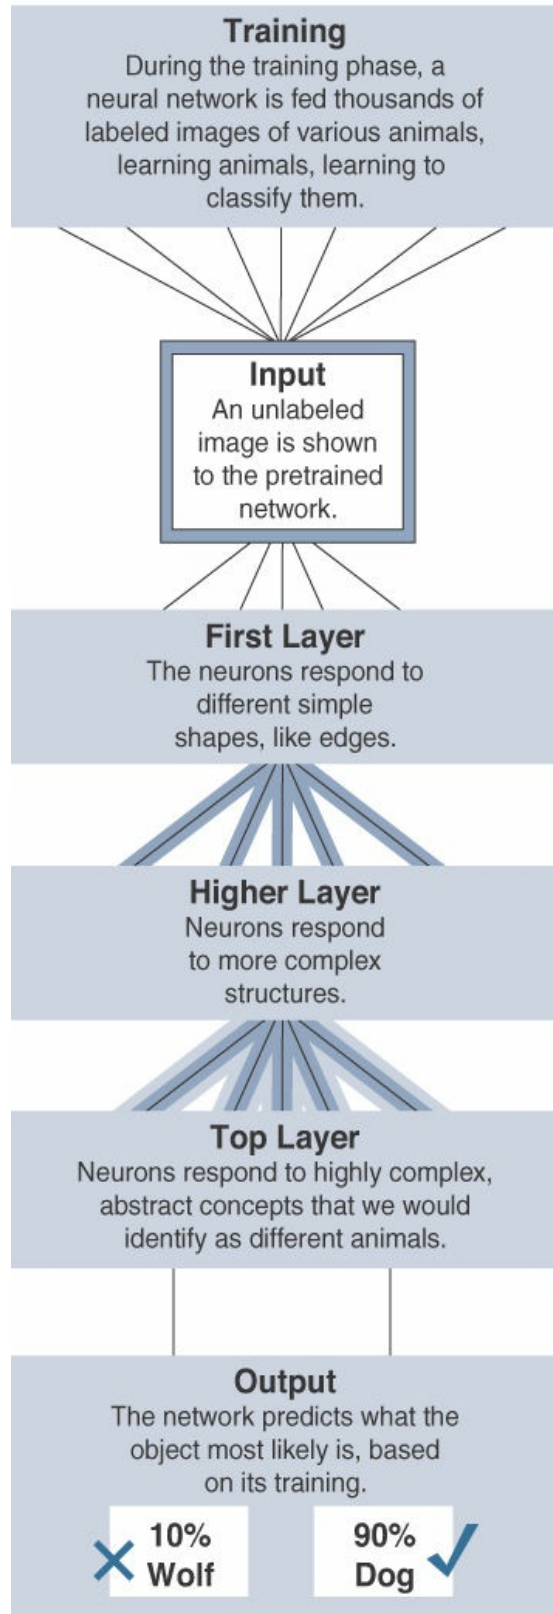 Training
During the training phase, a
neural network is fed thousands of
labeled images of various animals,
learning animals, learning to
classify them.
Input
An unlabeled
image is shown
to the pretrained
network.
First Layer
The neurons respond to
different simple
shapes, like edges.
Higher Layer
Neurons respond
to more complex
structures.
Top Layer
Neurons respond to highly complex,
abstract concepts that we would
identify as different animals.
Output
The network predicts what the
object most likely is, based
on its training.
10%
Wolf
90%
Dog